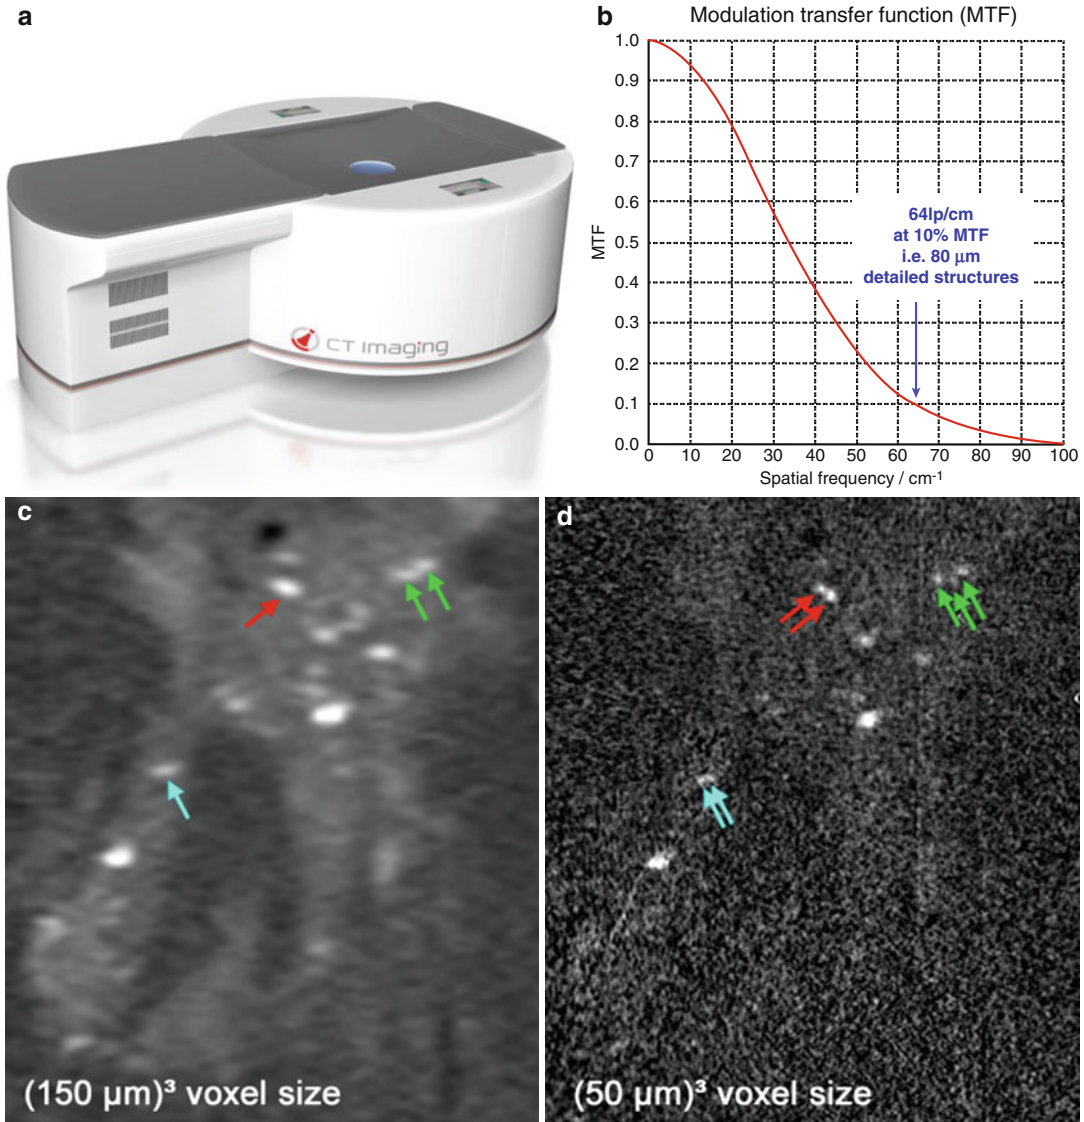 a
CT imaging
b
Modulation transfer function (MTF)
1.0
0.9
0.8
0.7
0.6
0.5
0.4
0.3
0.2
0.1
0.0
MTF
64lp/cm
at 10% MTF
i.e. 80 µm
detailed structures
0 10 20 30 40 50 60 70 80 90 100
Spatial frequency / cm⁻¹
c
(150 µm)³ voxel size
d
(50 µm)³ voxel size